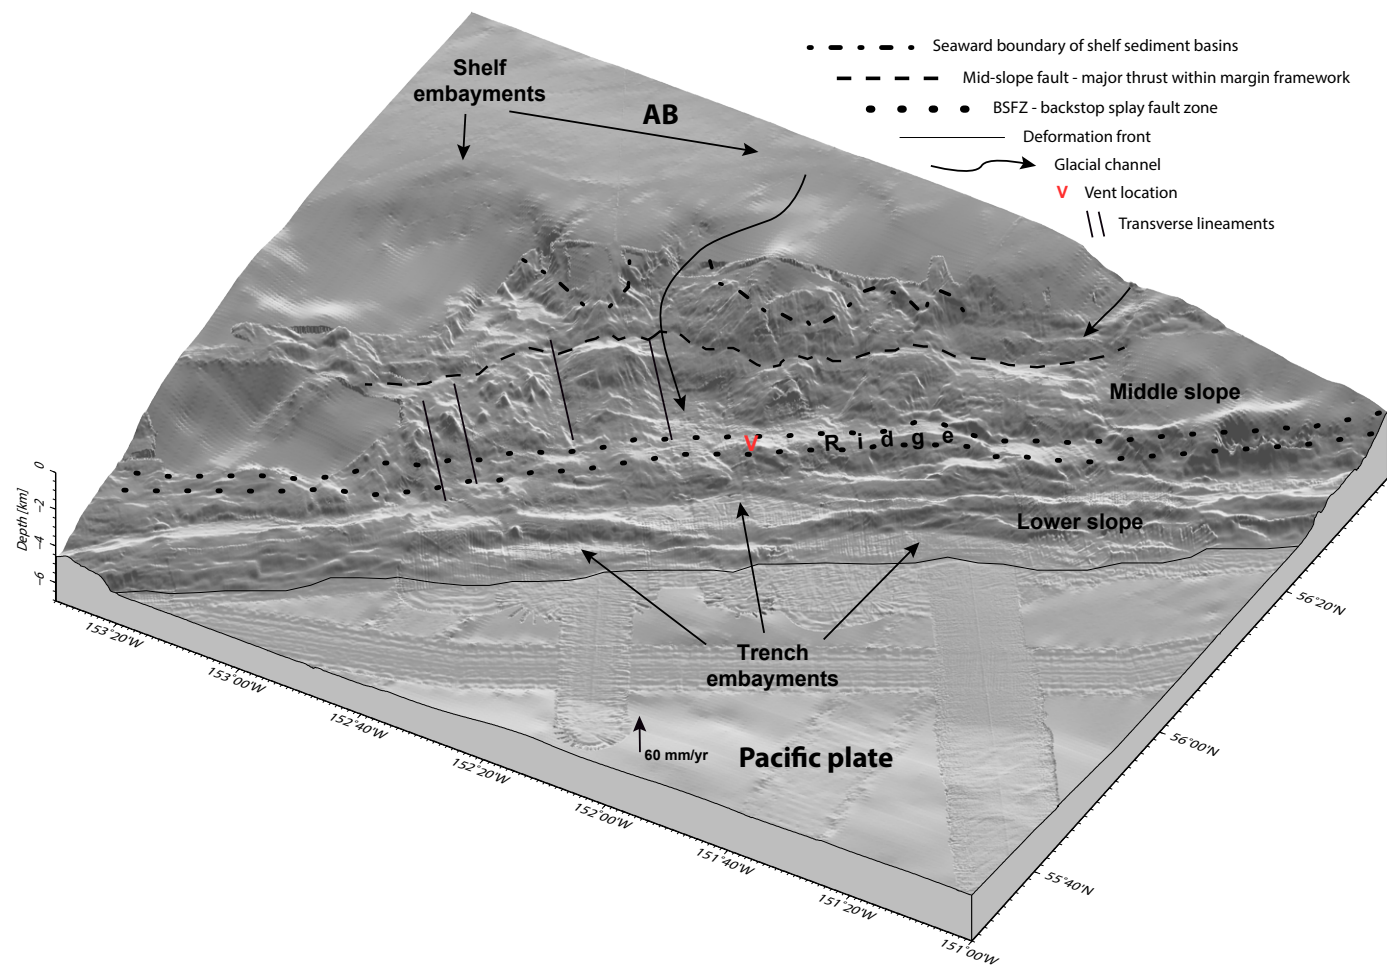 Shelf
embayments
AB
Seaward boundary of shelf sediment basins
Mid-slope fault - major thrust within margin framework
BSFZ - backstop splay fault zone
Deformation front
Glacial channel
V Vent location
Transverse lineaments
Middle slope
V
Ridge
Lower slope
Trench
embayments
60 mm/yr
Pacific plate
Depth [km]
0
−2
−4
−6
153˚20'W
153˚00'W
152˚40'W
152˚20'W
152˚00'W
151˚40'W
151˚20'W
151˚00'W
55˚40'N
56˚00'N
56˚20'N